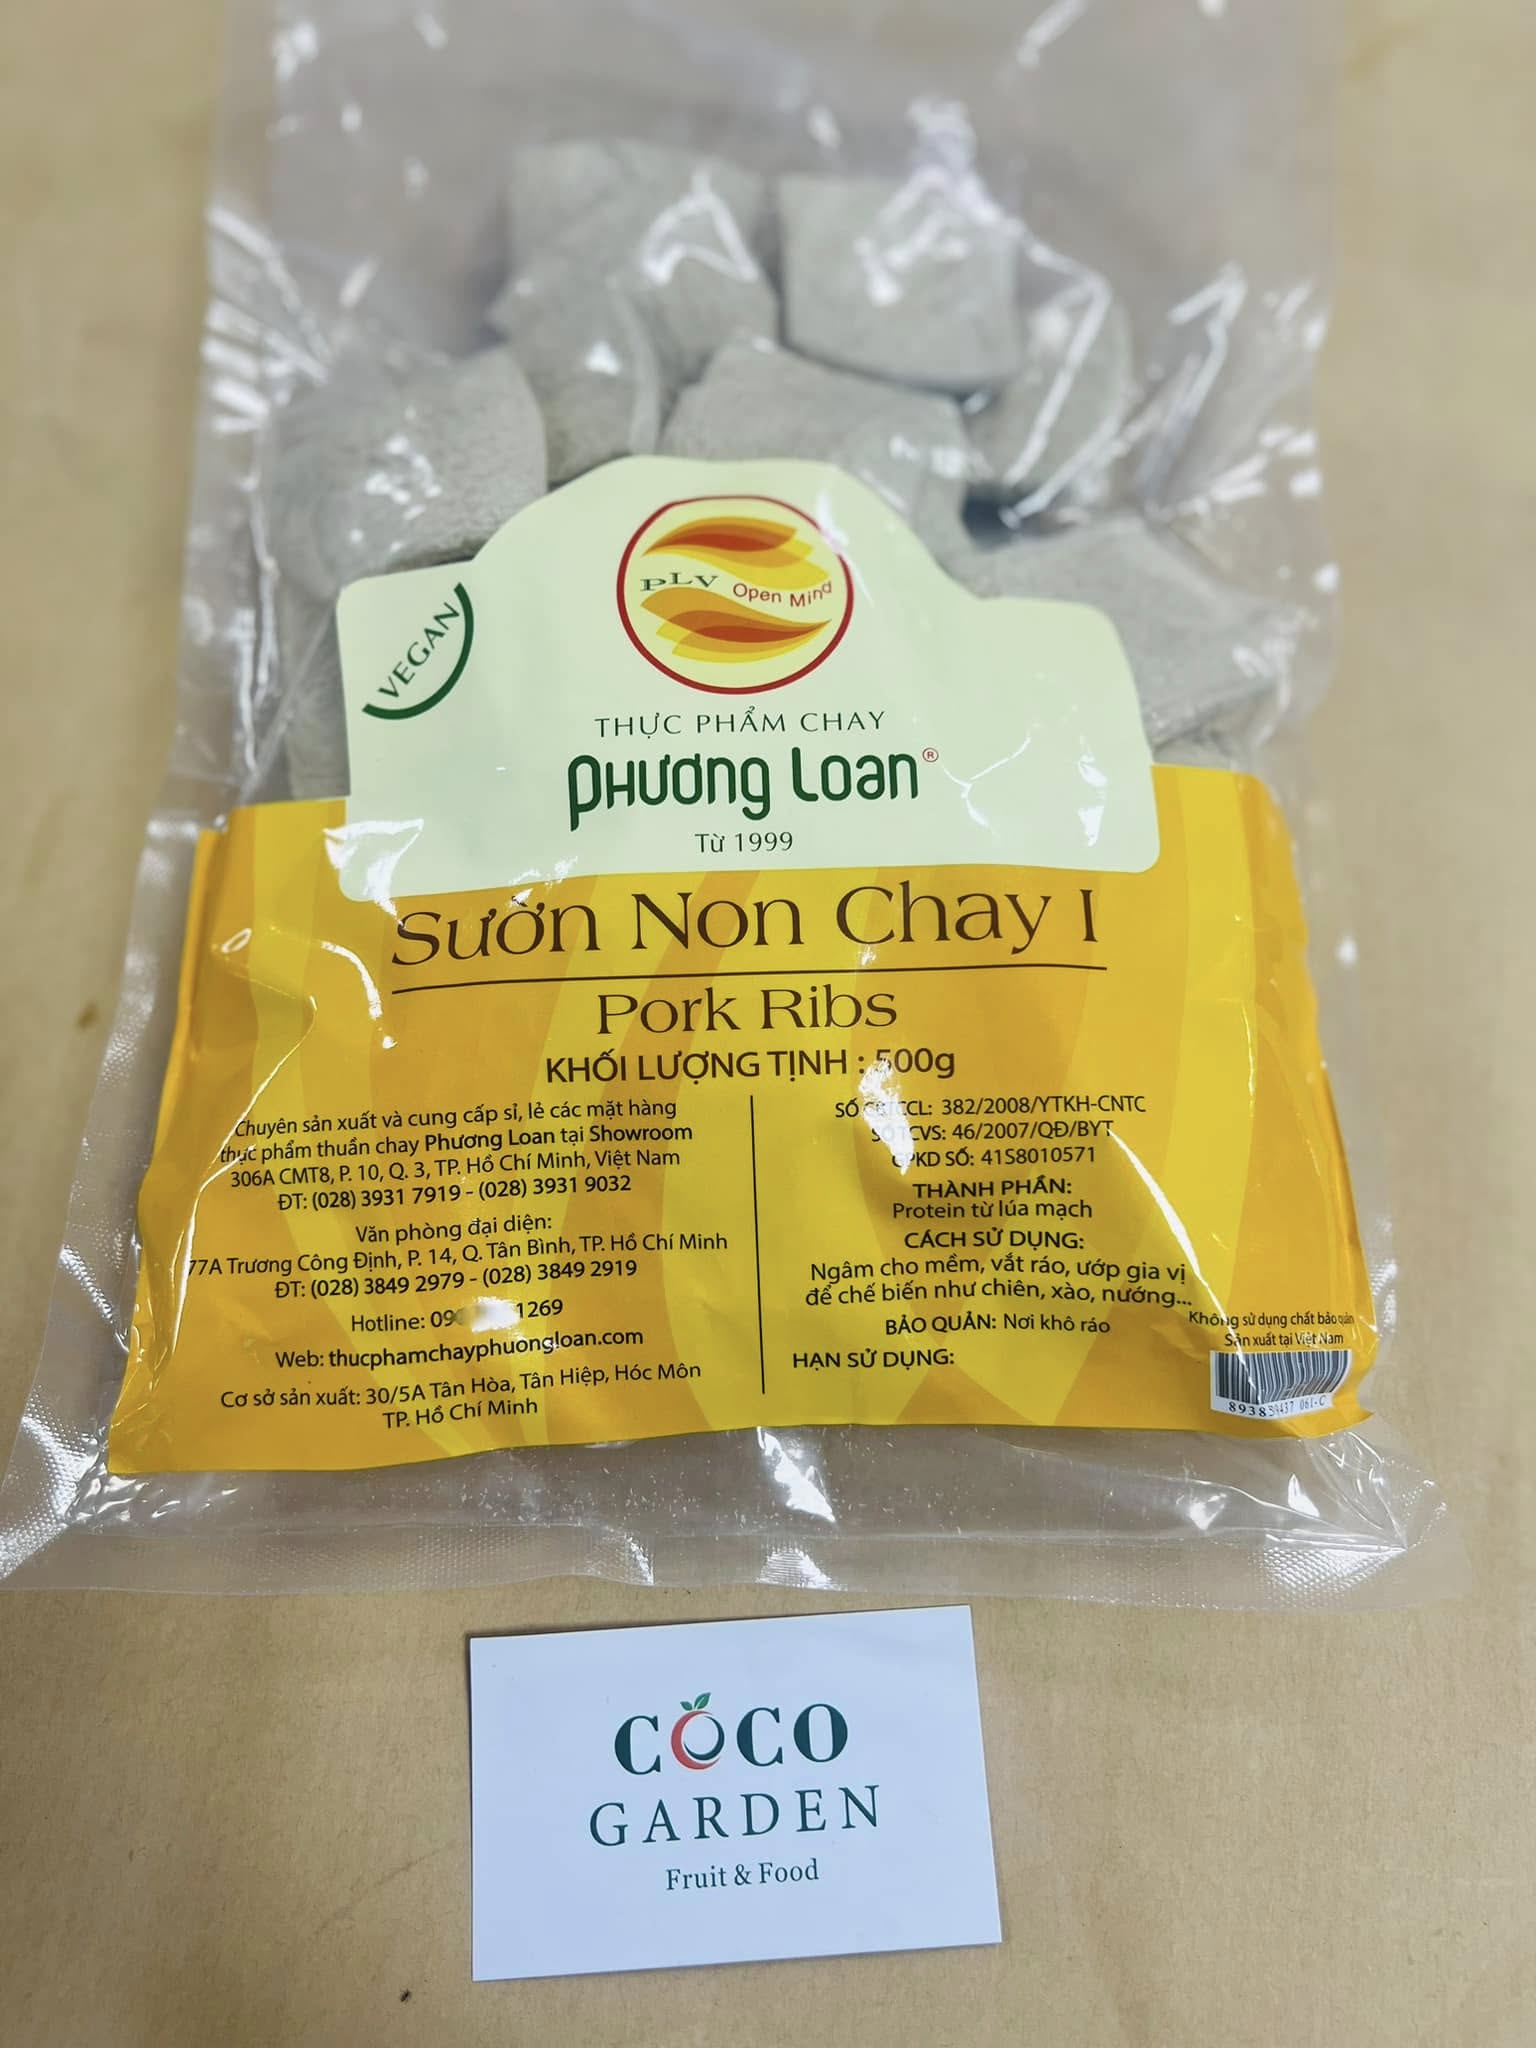 VEGAN
PLV Open Mind
THỰC PHẨM CHAY
Phương Loan®
Từ 1999
Sườn Non Chay I
Pork Ribs
KHỐI LƯỢNG TỊNH : 500g
Chuyên sản xuất và cung cấp sỉ, lẻ các mặt hàng
thực phẩm thuần chay Phương Loan tại Showroom
306A CMT8, P. 10, Q. 3, TP. Hồ Chí Minh, Việt Nam
ĐT: (028) 3931 7919 - (028) 3931 9032
Văn phòng đại diện:
77A Trương Công Định, P. 14, Q. Tân Bình, TP. Hồ Chí Minh
ĐT: (028) 3849 2979 - (028) 3849 2919
Hotline: 1269
Web: thucphamchayphuongloan.com
Cơ sở sản xuất: 30/5A Tân Hòa, Tân Hiệp, Hóc Môn
TP. Hồ Chí Minh
SỐ 382/2008/YTKH-CNTC
SỐ TCVS: 46/2007/QĐ/BYT
GPKD SỐ: 41S8010571
THÀNH PHẦN:
Protein từ lúa mạch
CÁCH SỬ DỤNG:
Ngâm cho mềm, vắt ráo, ướp gia vị
để chế biến như chiên, xào, nướng...
BẢO QUẢN: Nơi khô ráo
HẠN SỬ DỤNG:
Không sử dụng chất bảo quản
Sản xuất tại Việt Nam
061-C
COCO
GARDEN
Fruit & Food